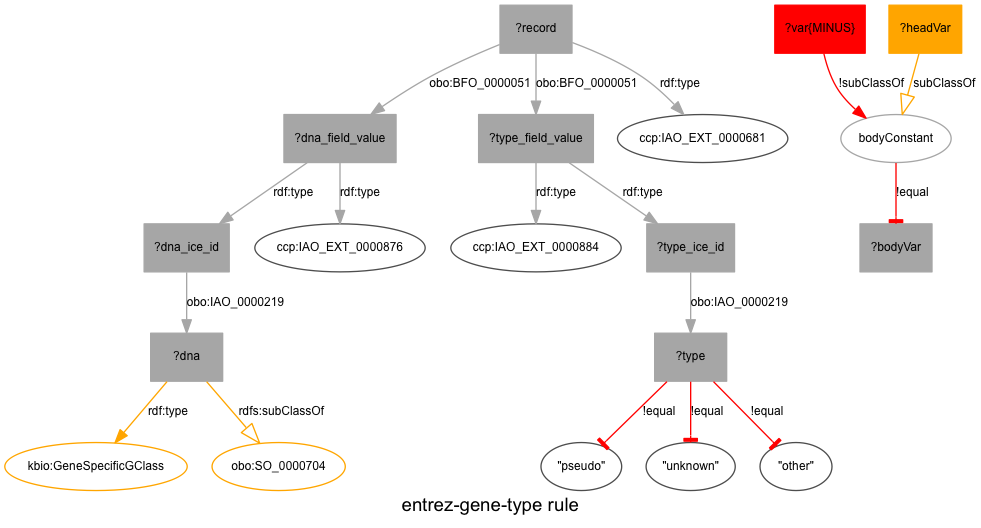 ?record
?var{MINUS}
?headVar
obo:BFO_0000051
obo:BFO_0000051
rdf:type
!subClassOf
subClassOf
?dna_field_value
?type_field_value
ccp:IAO_EXT_0000681
bodyConstant
rdf:type
rdf:type
rdf:type
rdf:type
!equal
?dna_ice_id
ccp:IAO_EXT_0000876
ccp:IAO_EXT_0000884
?type_ice_id
?bodyVar
obo:IAO_0000219
obo:IAO_0000219
?dna
?type
rdf:type
rdfs:subClassOf
!equal
!equal
!equal
kbio:GeneSpecificGClass
obo:SO_0000704
"pseudo"
"unknown"
"other"
entrez-gene-type rule